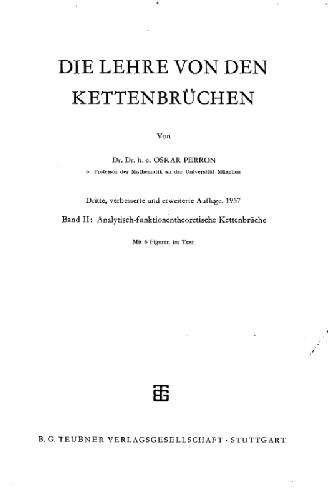 DIE LEHRE VON DEN
KETTENBRÜCHEN
Von
Dr. Dr. h. c. OSKAR PERRON
o. Professor der Mathematik an der Universität München
Dritte, verbesserte und erweiterte Auflage. 1957
Band II: Analytisch-funktionentheoretische Kettenbrüche
Mit 6 Figuren im Text
B. G. TEUBNER VERLAGSGESELLSCHAFT · STUTTGART